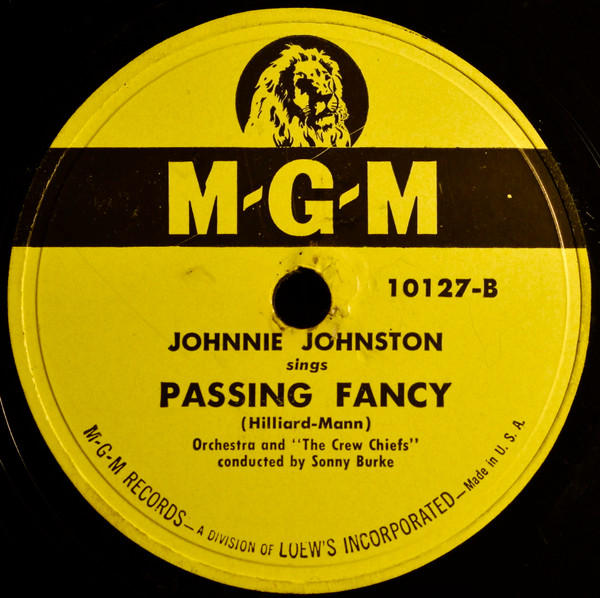 M-G-M
10127-B
JOHNNIE JOHNSTON
sings
PASSING FANCY
(Hilliard-Mann)
Orchestra and "The Crew Chiefs"
conducted by Sonny Burke
M-G-M RECORDS—A DIVISION OF LOEW'S INCORPORATED—Made in U. S. A.